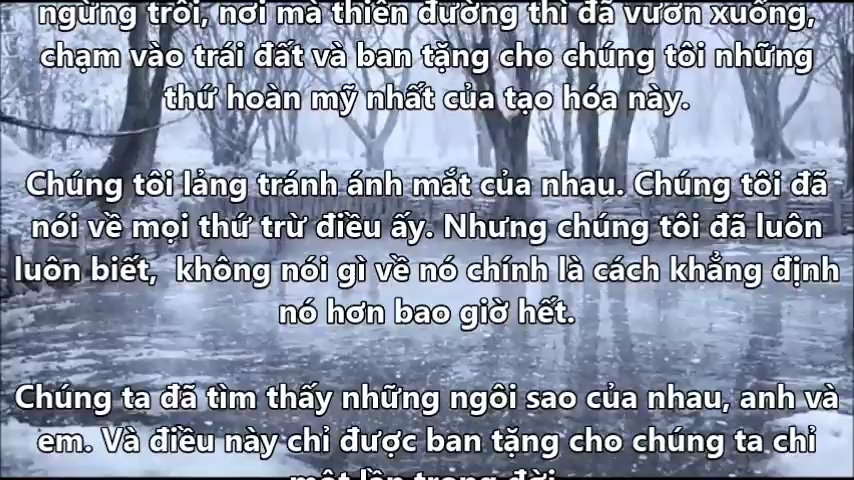 ngừng trôi, nơi mà thiên đường thì đã vươn xuống,
chạm vào trái đất và ban tặng cho chúng tôi những
thứ hoàn mỹ nhất của tạo hóa này.
Chúng tôi lảng tránh ánh mắt của nhau. Chúng tôi đã
nói về mọi thứ trừ điều ấy. Nhưng chúng tôi đã luôn
luôn biết, không nói gì về nó chính là cách khẳng định
nó hơn bao giờ hết.
Chúng ta đã tìm thấy những ngôi sao của nhau, anh và
em. Và điều này chỉ được ban tặng cho chúng ta chỉ
một lần trong đời